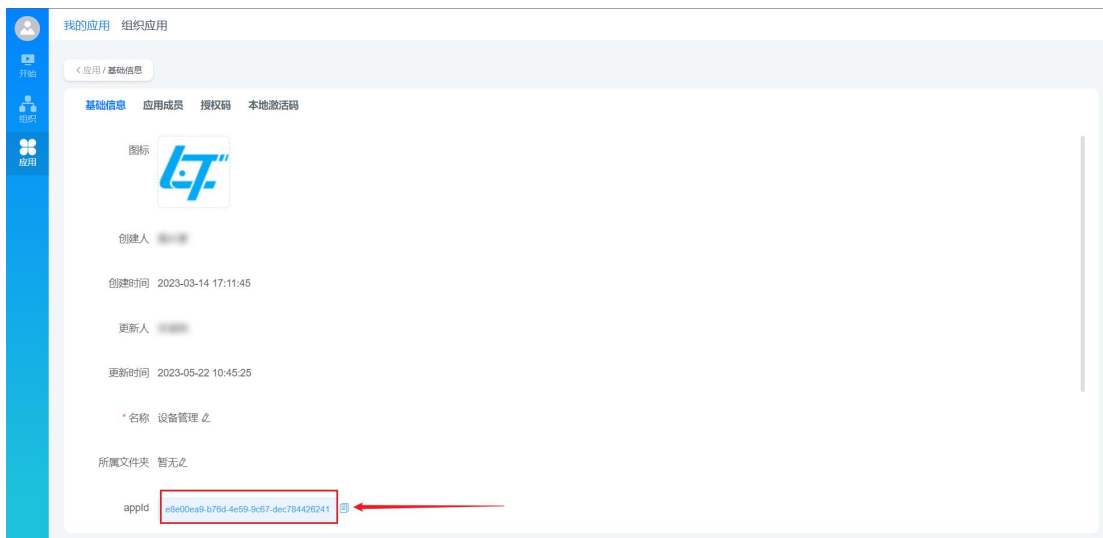 我的应用 组织应用
开始
组织
应用
< 应用 / 基础信息
基础信息 应用成员 授权码 本地激活码
图标
创建人
创建时间 2023-03-14 17:11:45
更新人
更新时间 2023-05-22 10:45:25
* 名称 设备管理
所属文件夹 暂无
appId e8e00ea9-b76d-4e59-9c67-dec784426241